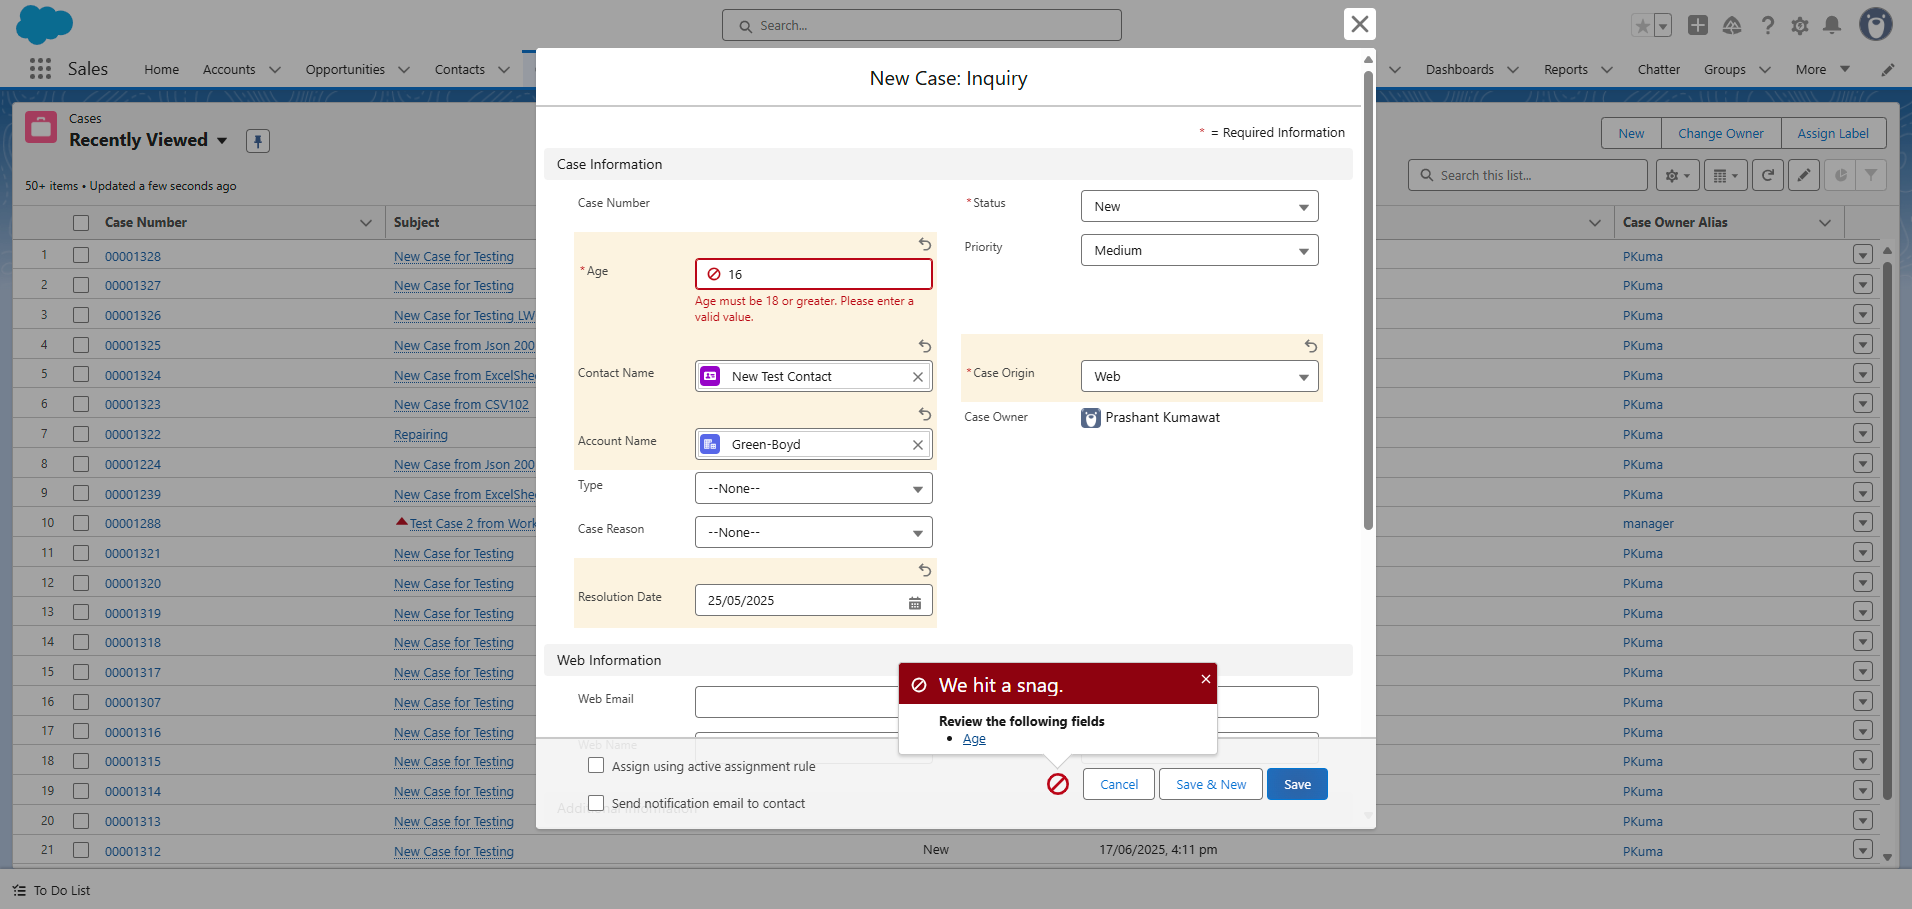 Search...
Sales
Home
Accounts
Opportunities
Contacts
Dashboards
Reports
Chatter
Groups
More
Cases
Recently Viewed
50+ items • Updated a few seconds ago
New
Change Owner
Assign Label
Search this list...
Case Number
Subject
Case Owner Alias
1 00001328 New Case for Testing PKuma
2 00001327 New Case for Testing PKuma
3 00001326 New Case for Testing LW PKuma
4 00001325 New Case from Json 200 PKuma
5 00001324 New Case from ExcelShe PKuma
6 00001323 New Case from CSV102 PKuma
7 00001322 Repairing PKuma
8 00001224 New Case from Json 200 PKuma
9 00001239 New Case from ExcelShe PKuma
10 00001288 Test Case 2 from Work manager
11 00001321 New Case for Testing PKuma
12 00001320 New Case for Testing PKuma
13 00001319 New Case for Testing PKuma
14 00001318 New Case for Testing PKuma
15 00001317 New Case for Testing PKuma
16 00001307 New Case for Testing PKuma
17 00001316 New Case for Testing PKuma
18 00001315 New Case for Testing PKuma
19 00001314 New Case for Testing PKuma
20 00001313 New Case for Testing PKuma
21 00001312 New Case for Testing New 17/06/2025, 4:11 pm PKuma
To Do List
New Case: Inquiry
* = Required Information
Case Information
Case Number
*Status
New
Priority
Medium
*Age
16
Age must be 18 or greater. Please enter a
valid value.
Contact Name
New Test Contact
*Case Origin
Web
Case Owner
Prashant Kumawat
Account Name
Green-Boyd
Type
--None--
Case Reason
--None--
Resolution Date
25/05/2025
Web Information
Web Email
Web Name
Additional Information
We hit a snag.
Review the following fields
• Age
Assign using active assignment rule
Send notification email to contact
Cancel
Save & New
Save